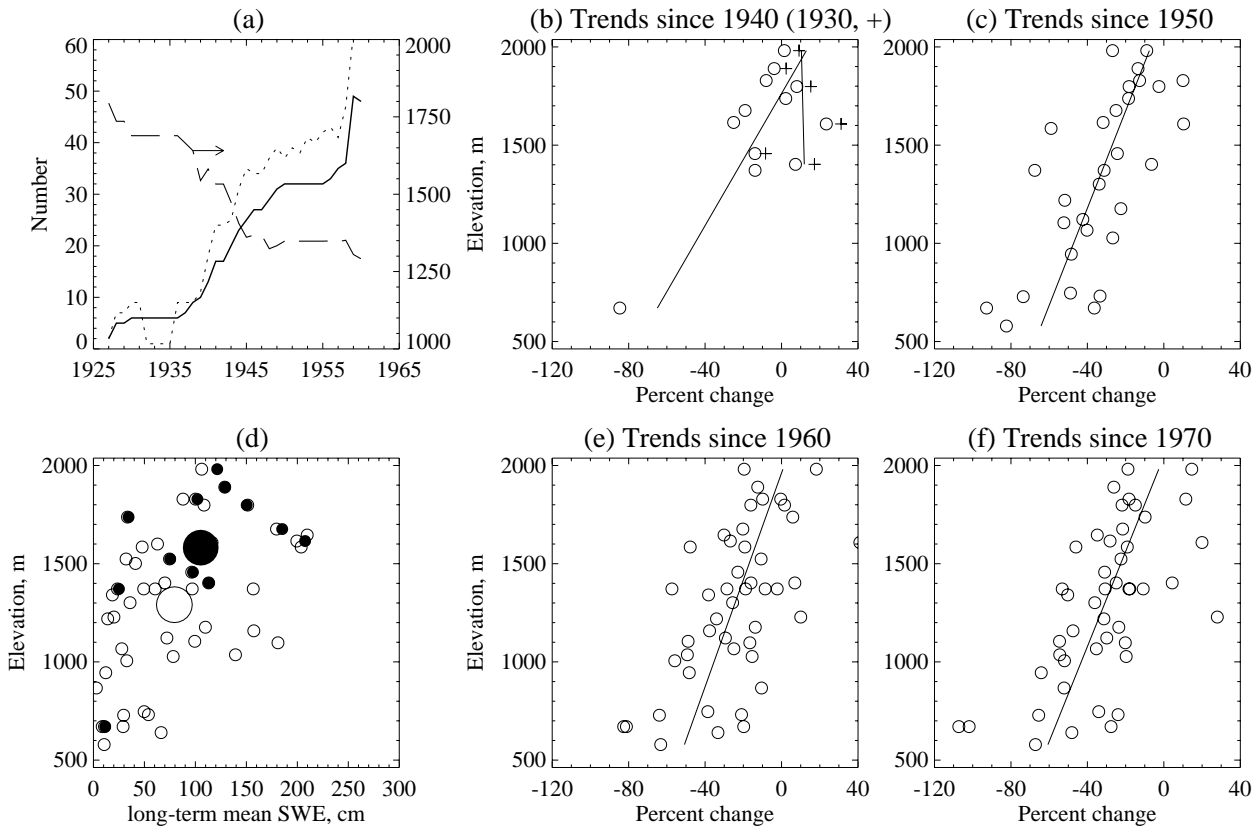 (a)
60
50
40
30
20
10
0
Number
2000
1750
1500
1250
1000
1925 1935 1945 1955 1965
(b) Trends since 1940 (1930, +)
2000
1500
1000
500
Elevation, m
-120 -80 -40 0 40
Percent change
(c) Trends since 1950
2000
1500
1000
500
-120 -80 -40 0 40
Percent change
(d)
2000
1500
1000
500
Elevation, m
0 50 100 150 200 250 300
long-term mean SWE, cm
(e) Trends since 1960
2000
1500
1000
500
Elevation, m
-120 -80 -40 0 40
Percent change
(f) Trends since 1970
2000
1500
1000
500
-120 -80 -40 0 40
Percent change